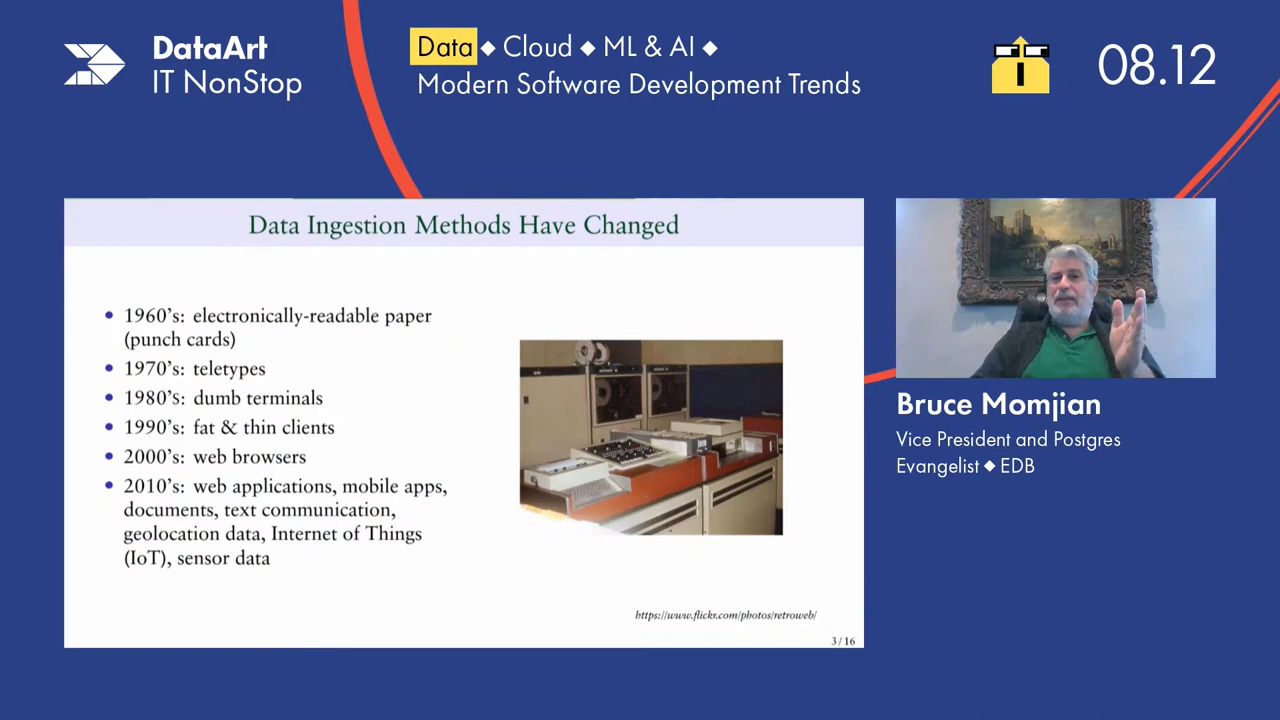 DataArt
IT NonStop
Data ◆ Cloud ◆ ML & AI ◆
Modern Software Development Trends
08.12
Data Ingestion Methods Have Changed
• 1960's: electronically-readable paper
(punch cards)
• 1970's: teletypes
• 1980's: dumb terminals
• 1990's: fat & thin clients
• 2000's: web browsers
• 2010's: web applications, mobile apps,
documents, text communication,
geolocation data, Internet of Things
(IoT), sensor data
https://www.flickr.com/photos/retroweb/
3 / 16
Bruce Momjian
Vice President and Postgres
Evangelist ◆ EDB